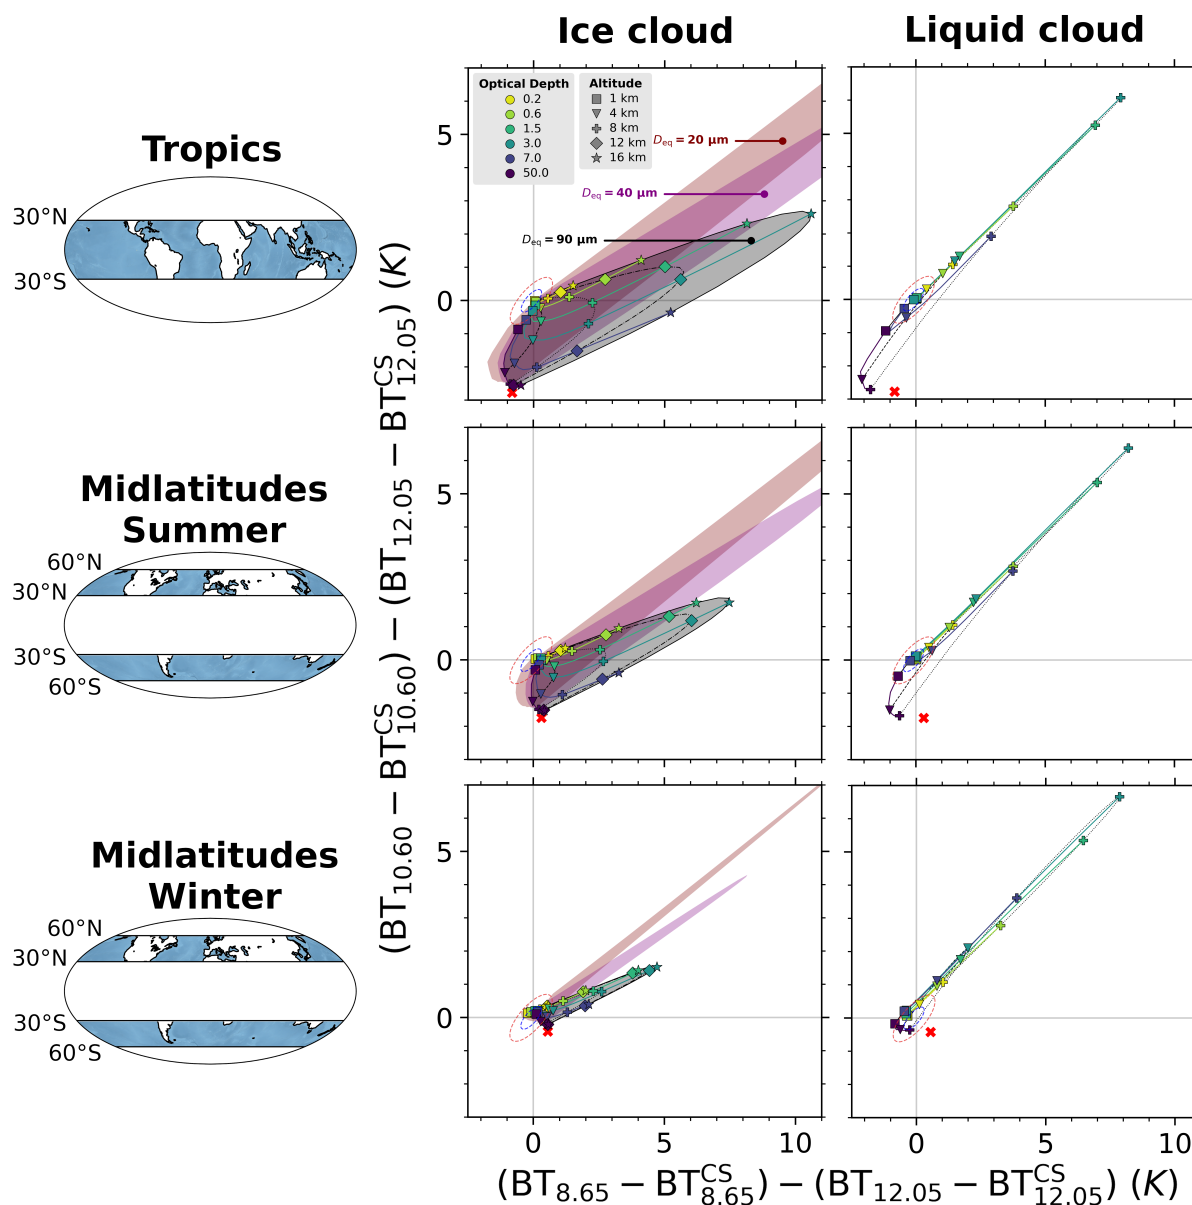 Ice cloud
Liquid cloud
Tropics
30°N
30°S
Optical Depth
0.2
0.6
1.5
3.0
7.0
50.0
Altitude
1 km
4 km
8 km
12 km
16 km
D_eq = 20 µm
D_eq = 40 µm
D_eq = 90 µm
5
0
Midlatitudes
Summer
60°N
30°N
30°S
60°S
5
0
Midlatitudes
Winter
60°N
30°N
30°S
60°S
5
0
(BT_10.60 − BT^CS_10.60) − (BT_12.05 − BT^CS_12.05) (K)
0 5 10
0 5 10
(BT_8.65 − BT^CS_8.65) − (BT_12.05 − BT^CS_12.05) (K)